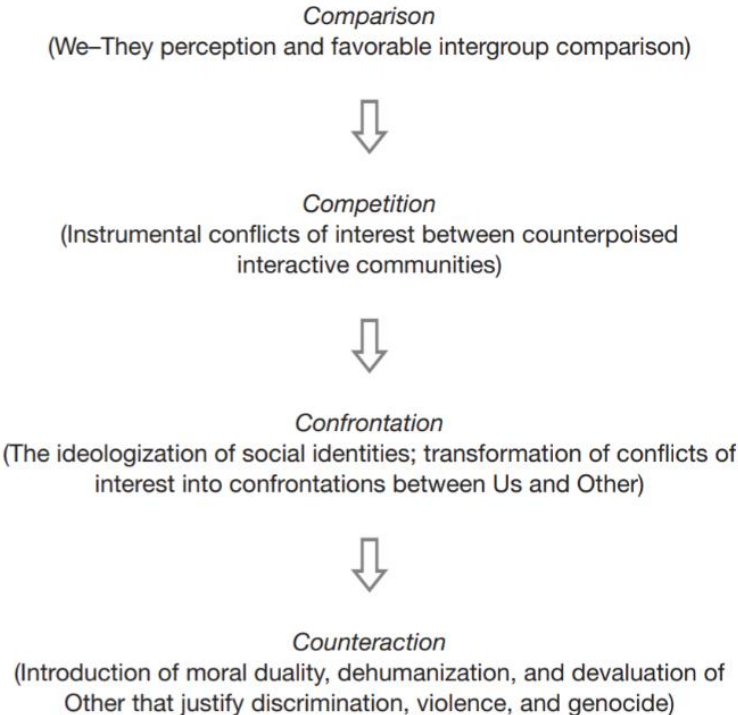 Comparison
(We–They perception and favorable intergroup comparison)
Competition
(Instrumental conflicts of interest between counterpoised
interactive communities)
Confrontation
(The ideologization of social identities; transformation of conflicts of
interest into confrontations between Us and Other)
Counteraction
(Introduction of moral duality, dehumanization, and devaluation of
Other that justify discrimination, violence, and genocide)